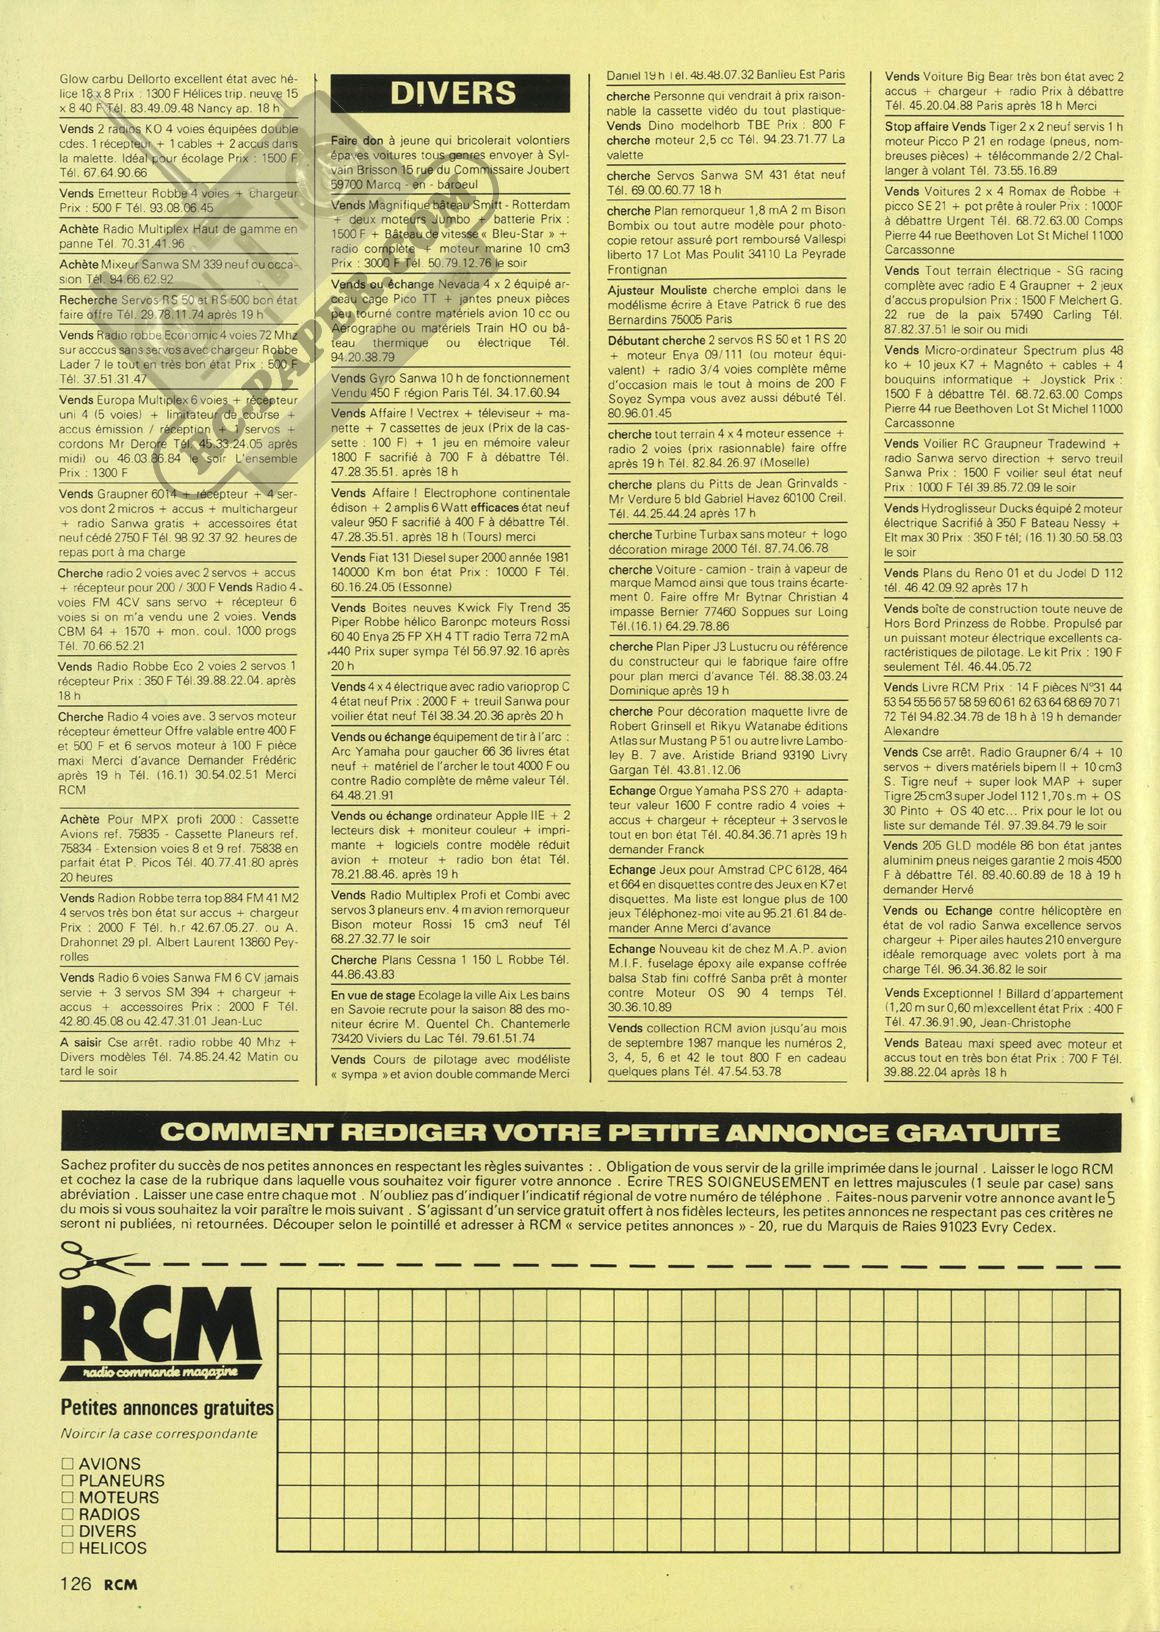 Glow carbu Dellorto excellent état avec hé-
lice 18 x 8 Prix : 1300 F Hélices trip. neuve 15
x 8 40 F Tél. 83.49.09.48 Nancy ap. 18 h
Vends 2 radios KO 4 voies équipées double
cdes. 1 récepteur + 1 cables + 2 accus dans
la malette. Idéal pour écolage Prix : 1500 F
Tél. 67.64.90.66
Vends Emetteur Robbe 4 voies + chargeur
Prix : 500 F Tél. 93.08.06.45
Achète Radio Multiplex Haut de gamme en
panne Tél. 70.31.41.96
Achète Mixeur Sanwa SM 339 neuf ou occa-
sion Tél. 94.66.62.92
Recherche Servos RS 50 et RS 500 bon état
faire offre Tél. 29.78.11.74 après 19 h
Vends Radio robbe Economic 4 voies 72 Mhz
sur acccus sans servos avec chargeur Robbe
Lader 7 le tout en très bon état Prix : 500 F
Tél. 37.51.31.47
Vends Europa Multiplex 6 voies + récepteur
uni 4 (5 voies) + limitateur de course +
accus émission / réception + servos +
cordons Mr Derore Tél. 45.33.24.05 après
midi) ou 46.03.86.84 le soir L'ensemble
Prix : 1300 F
Vends Graupner 6014 + récepteur + 4 ser-
vos dont 2 micros + accus + multichargeur
+ radio Sanwa gratis + accessoires état
neuf cédé 2750 F Tél. 98.92.37.92. heures de
repas port à ma charge
Cherche radio 2 voies avec 2 servos + accus
+ récepteur pour 200 / 300 F Vends Radio 4
voies FM 4CV sans servo + récepteur 6
voies si on m'a vendu une 2 voies. Vends
CBM 64 + 1570 + mon. coul. 1000 progs
Tél. 70.66.52.21
Vends Radio Robbe Eco 2 voies 2 servos 1
récepteur Prix : 350 F Tél.39.88.22.04. après
18 h
Cherche Radio 4 voies ave. 3 servos moteur
récepteur émetteur Offre valable entre 400 F
et 500 F et 6 servos moteur à 100 F pièce
maxi Merci d'avance Demander Frédéric
après 19 h Tél. (16.1) 30.54.02.51 Merci
RCM
Achète Pour MPX profi 2000 : Cassette
Avions ref. 75835 - Cassette Planeurs ref.
75834 - Extension voies 8 et 9 ref. 75838 en
parfait état P. Picos Tél. 40.77.41.80 après
20 heures
Vends Radion Robbe terra top 884 FM 41 M2
4 servos très bon état sur accus + chargeur
Prix : 2000 F Tél. h.r 42.67.05.27. ou A.
Drahonnet 29 pl. Albert Laurent 13860 Pey-
rolles
Vends Radio 6 voies Sanwa FM 6 CV jamais
servie + 3 servos SM 394 + chargeur +
accus + accessoires Prix : 2000 F Tél.
42.80.45.08 ou 42.47.31.01 Jean-Luc
A saisir Cse arrêt. radio robbe 40 Mhz +
Divers modèles Tél. 74.85.24.42 Matin ou
tard le soir
DIVERS
Faire don à jeune qui bricolerait volontiers
épaves voitures tous genres envoyer à Syl-
vain Brisson 15 rue du Commissaire Joubert
59700 Marcq - en - baroeul
Vends Magnifique bâteau Smitt - Rotterdam
+ deux moteurs Jumbo + batterie Prix :
1500 F + Bâteau de vitesse « Bleu-Star » +
radio complète + moteur marine 10 cm3
Prix : 3000 F Tél. 50.79.12.76 le soir
Vends ou échange Nevada 4 x 2 équipé ar-
ceau cage Pico TT + jantes pneux pièces
peu tourné contre matériels avion 10 cc ou
Aérographe ou matériels Train HO ou bâ-
teau thermique ou électrique Tél.
94.20.38.79
Vends Gyro Sanwa 10 h de fonctionnement
Vendu 450 F région Paris Tél. 34.17.60.94
Vends Affaire ! Vectrex + téleviseur + ma-
nette + 7 cassettes de jeux (Prix de la cas-
sette : 100 F) + 1 jeu en mémoire valeur
1800 F sacrifié à 700 F à débattre Tél.
47.28.35.51. après 18 h
Vends Affaire ! Electrophone continentale
édison + 2 amplis 6 Watt efficaces état neuf
valeur 950 F sacrifié à 400 F à débattre Tél.
47.28.35.51. après 18 h (Tours) merci
Vends Fiat 131 Diesel super 2000 année 1981
140000 Km bon état Prix : 10000 F Tél.
60.16.24.05 (Essonne)
Vends Boites neuves Kwick Fly Trend 35
Piper Robbe hélico Baronpc moteurs Rossi
60 40 Enya 25 FP XH 4 TT radio Terra 72 mA
440 Prix super sympa Tél 56.97.92.16 après
20 h
Vends 4 x 4 électrique avec radio varioprop C
4 état neuf Prix : 2000 F + treuil Sanwa pour
voilier état neuf Tél 38.34.20.36 après 20 h
Vends ou échange équipement de tir à l'arc :
Arc Yamaha pour gaucher 66 36 livres état
neuf + matériel de l'archer le tout 4000 F ou
contre Radio complète de même valeur Tél.
64.48.21.91
Vends ou échange ordinateur Apple IIE + 2
lecteurs disk + moniteur couleur + impri-
mante + logiciels contre modèle réduit
avion + moteur + radio bon état Tél.
78.21.88.46. après 19 h
Vends Radio Multiplex Profi et Combi avec
servos 3 planeurs env. 4 m avion remorqueur
Bison moteur Rossi 15 cm3 neuf Tél
68.27.32.77 le soir
Cherche Plans Cessna 1 150 L Robbe Tél.
44.86.43.83
En vue de stage Ecolage la ville Aix Les bains
en Savoie recrute pour la saison 88 des mo-
niteur écrire M. Quentel Ch. Chantemerle
73420 Viviers du Lac Tél. 79.61.51.74
Vends Cours de pilotage avec modéliste
« sympa » et avion double commande Merci
Daniel 19 h Tél. 48.48.07.32 Banlieu Est Paris
cherche Personne qui vendrait à prix raison-
nable la cassette vidéo du tout plastique-
Vends Dino modelhorb TBE Prix : 800 F
cherche moteur 2,5 cc Tél. 94.23.71.77 La
valette
cherche Servos Sanwa SM 431 état neuf
Tél. 69.00.60.77 18 h
cherche Plan remorqueur 1,8 mA 2 m Bison
Bombix ou tout autre modèle pour photo-
copie retour assuré port remboursé Vallespi
liberto 17 Lot Mas Poulit 34110 La Peyrade
Frontignan
Ajusteur Mouliste cherche emploi dans le
modélisme écrire à Etave Patrick 6 rue des
Bernardins 75005 Paris
Débutant cherche 2 servos RS 50 et 1 RS 20
+ moteur Enya 09/111 (ou moteur équi-
valent) + radio 3/4 voies complète même
d'occasion mais le tout à moins de 200 F
Soyez Sympa vous avez aussi débuté Tél.
80.96.01.45
cherche tout terrain 4 x 4 moteur essence +
radio 2 voies (prix rasionnable) faire offre
après 19 h Tél. 82.84.26.97 (Moselle)
cherche plans du Pitts de Jean Grinvalds -
Mr Verdure 5 bld Gabriel Havez 60100 Creil.
Tél. 44.25.44.24 après 17 h
cherche Turbine Turbax sans moteur + logo
décoration mirage 2000 Tél. 87.74.06.78
cherche Voiture - camion - train à vapeur de
marque Mamod ainsi que tous trains écarte-
ment 0. Faire offre Mr Bytnar Christian 4
impasse Bernier 77460 Soppues sur Loing
Tél.(16.1) 64.29.78.86
cherche Plan Piper J3 Lustucru ou référence
du constructeur qui le fabrique faire offre
pour plan merci d'avance Tél. 88.38.03.24
Dominique après 19 h
cherche Pour décoration maquette livre de
Robert Grinsell et Rikyu Watanabe éditions
Atlas sur Mustang P 51 ou autre livre Lambo-
ley B. 7 ave. Aristide Briand 93190 Livry
Gargan Tél. 43.81.12.06
Echange Orgue Yamaha PSS 270 + adapta-
teur valeur 1600 F contre radio 4 voies +
accus + chargeur + récepteur + 3 servos le
tout en bon état Tél. 40.84.36.71 après 19 h
demander Franck
Echange Jeux pour Amstrad CPC 6128, 464
et 664 en disquettes contre des Jeux en K7 et
disquettes. Ma liste est longue plus de 100
jeux Téléphonez-moi vite au 95.21.61.84 de-
mander Anne Merci d'avance
Echange Nouveau kit de chez M.A.P. avion
M.I.F. fuselage époxy aile expanse coffrée
balsa Stab fini coffré Sanba prêt à monter
contre Moteur OS 90 4 temps Tél.
30.36.10.89
Vends collection RCM avion jusqu'au mois
de septembre 1987 manque les numéros 2,
3, 4, 5, 6 et 42 le tout 800 F en cadeau
quelques plans Tél. 47.54.53.78
Vends Voiture Big Bear très bon état avec 2
accus + chargeur + radio Prix à débattre
Tél. 45.20.04.88 Paris après 18 h Merci
Stop affaire Vends Tiger 2 x 2 neuf servis 1 h
moteur Picco P 21 en rodage (pneus, nom-
breuses pièces) + télécommande 2/2 Chal-
langer à volant Tél. 73.55.16.89
Vends Voitures 2 x 4 Romax de Robbe +
picco SE 21 + pot prête à rouler Prix : 1000F
à débattre Urgent Tél. 68.72.63.00 Comps
Pierre 44 rue Beethoven Lot St Michel 11000
Carcassonne
Vends Tout terrain électrique - SG racing
complète avec radio E 4 Graupner + 2 jeux
d'accus propulsion Prix : 1500 F Melchert G.
22 rue de la paix 57490 Carling Tél.
87.82.37.51 le soir ou midi
Vends Micro-ordinateur Spectrum plus 48
ko + 10 jeux K7 + Magnéto + cables + 4
bouquins informatique + Joystick Prix :
1500 F à débattre Tél. 68.72.63.00 Comps
Pierre 44 rue Beethoven Lot St Michel 11000
Carcassonne
Vends Voilier RC Graupneur Tradewind +
radio Sanwa servo direction + servo treuil
Sanwa Prix : 1500 F voilier seul état neuf
Prix : 1000 F Tél 39.85.72.09 le soir
Vends Hydroglisseur Ducks équipé 2 moteur
électrique Sacrifié à 350 F Bateau Nessy +
Elt max 30 Prix : 350 F tél; (16.1) 30.50.58.03
le soir
Vends Plans du Reno 01 et du Jodel D 112
tél. 46.42.09.92 après 17 h
Vends boîte de construction toute neuve de
Hors Bord Prinzess de Robbe. Propulsé par
un puissant moteur électrique excellents ca-
ractéristiques de pilotage. Le kit Prix : 190 F
seulement Tél. 46.44.05.72
Vends Livre RCM Prix : 14 F pièces N°31 44
53 54 55 56 57 58 59 60 61 62 63 64 68 69 70 71
72 Tél 94.82.34.78 de 18 h à 19 h demander
Alexandre
Vends Cse arrêt. Radio Graupner 6/4 + 10
servos + divers matériels bipem II + 10 cm3
S. Tigre neuf + super look MAP + super
Tigre 25 cm3 super Jodel 112 1,70 s.m + OS
30 Pinto + OS 40 etc... Prix pour le lot ou
liste sur demande Tél. 97.39.84.79 le soir
Vends 205 GLD modéle 86 bon état jantes
aluminim pneus neiges garantie 2 mois 4500
F à débattre Tél. 89.40.60.89 de 18 à 19 h
demander Hervé
Vends ou Echange contre hélicoptère en
état de vol radio Sanwa excellence servos
chargeur + Piper ailes hautes 210 envergure
idéale remorquage avec volets port à ma
charge Tél. 96.34.36.82 le soir
Vends Exceptionnel ! Billard d'appartement
(1,20 m sur 0,60 m)excellent état Prix : 400 F
Tél. 47.36.91.90, Jean-Christophe
Vends Bateau maxi speed avec moteur et
accus tout en très bon état Prix : 700 F Tél.
39.88.22.04 après 18 h
RC-PAPER.COM
COMMENT REDIGER VOTRE PETITE ANNONCE GRATUITE
Sachez profiter du succès de nos petites annonces en respectant les règles suivantes : . Obligation de vous servir de la grille imprimée dans le journal . Laisser le logo RCM
et cochez la case de la rubrique dans laquelle vous souhaitez voir figurer votre annonce . Ecrire TRES SOIGNEUSEMENT en lettres majuscules (1 seule par case) sans
abréviation . Laisser une case entre chaque mot . N'oubliez pas d'indiquer l'indicatif régional de votre numéro de téléphone . Faites-nous parvenir votre annonce avant le 5
du mois si vous souhaitez la voir paraître le mois suivant . S'agissant d'un service gratuit offert à nos fidèles lecteurs, les petites annonces ne respectant pas ces critères ne
seront ni publiées, ni retournées. Découper selon le pointillé et adresser à RCM « service petites annonces » - 20, rue du Marquis de Raies 91023 Evry Cedex.
RCM
radio commande magazine
Petites annonces gratuites
Noircir la case correspondante
AVIONS
PLANEURS
MOTEURS
RADIOS
DIVERS
HELICOS
126 RCM